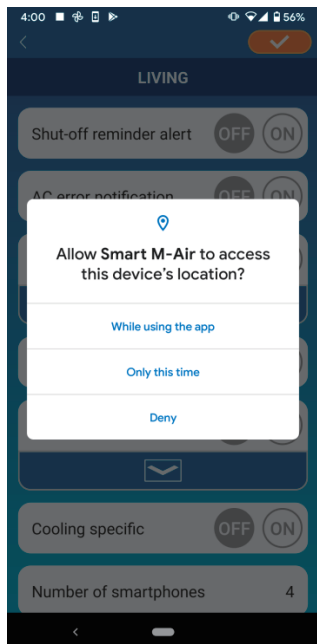 4:00
56%
LIVING
Shut-off reminder alert OFF ON
AC error notification OFF ON
Allow Smart M-Air to access
this device's location?
While using the app
Only this time
Deny
Cooling specific OFF ON
Number of smartphones 4